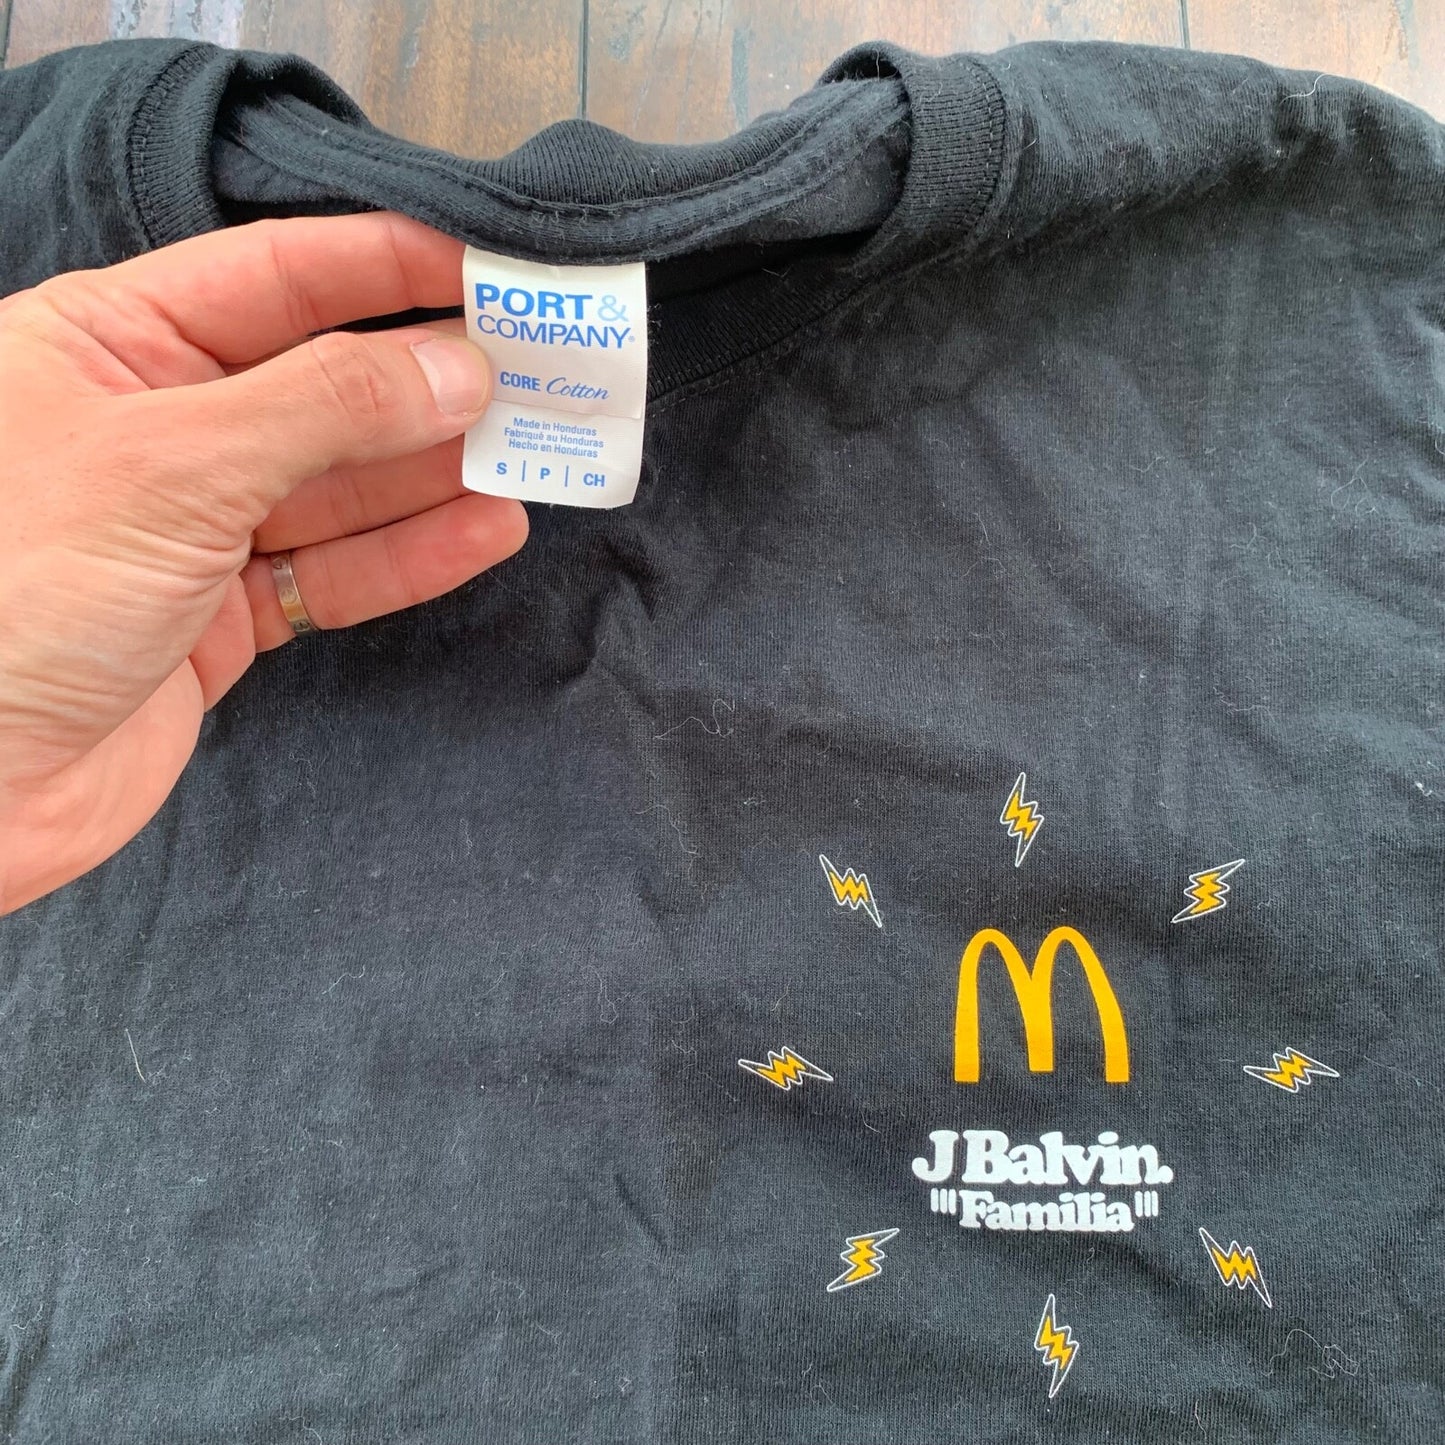 PORT &
COMPANY®
CORE Cotton
Made in Honduras
Fabriqué au Honduras
Hecho en Honduras
S | P | CH
M
J Balvin.
Familia